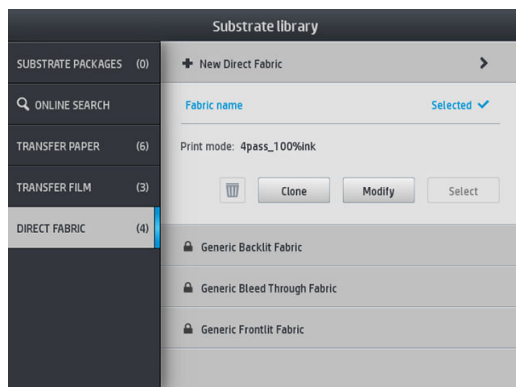 Substrate library
SUBSTRATE PACKAGES (0)
ONLINE SEARCH
TRANSFER PAPER (6)
TRANSFER FILM (3)
DIRECT FABRIC (4)
New Direct Fabric
Fabric name Selected
Print mode: 4pass_100%ink
Clone Modify Select
Generic Backlit Fabric
Generic Bleed Through Fabric
Generic Frontlit Fabric